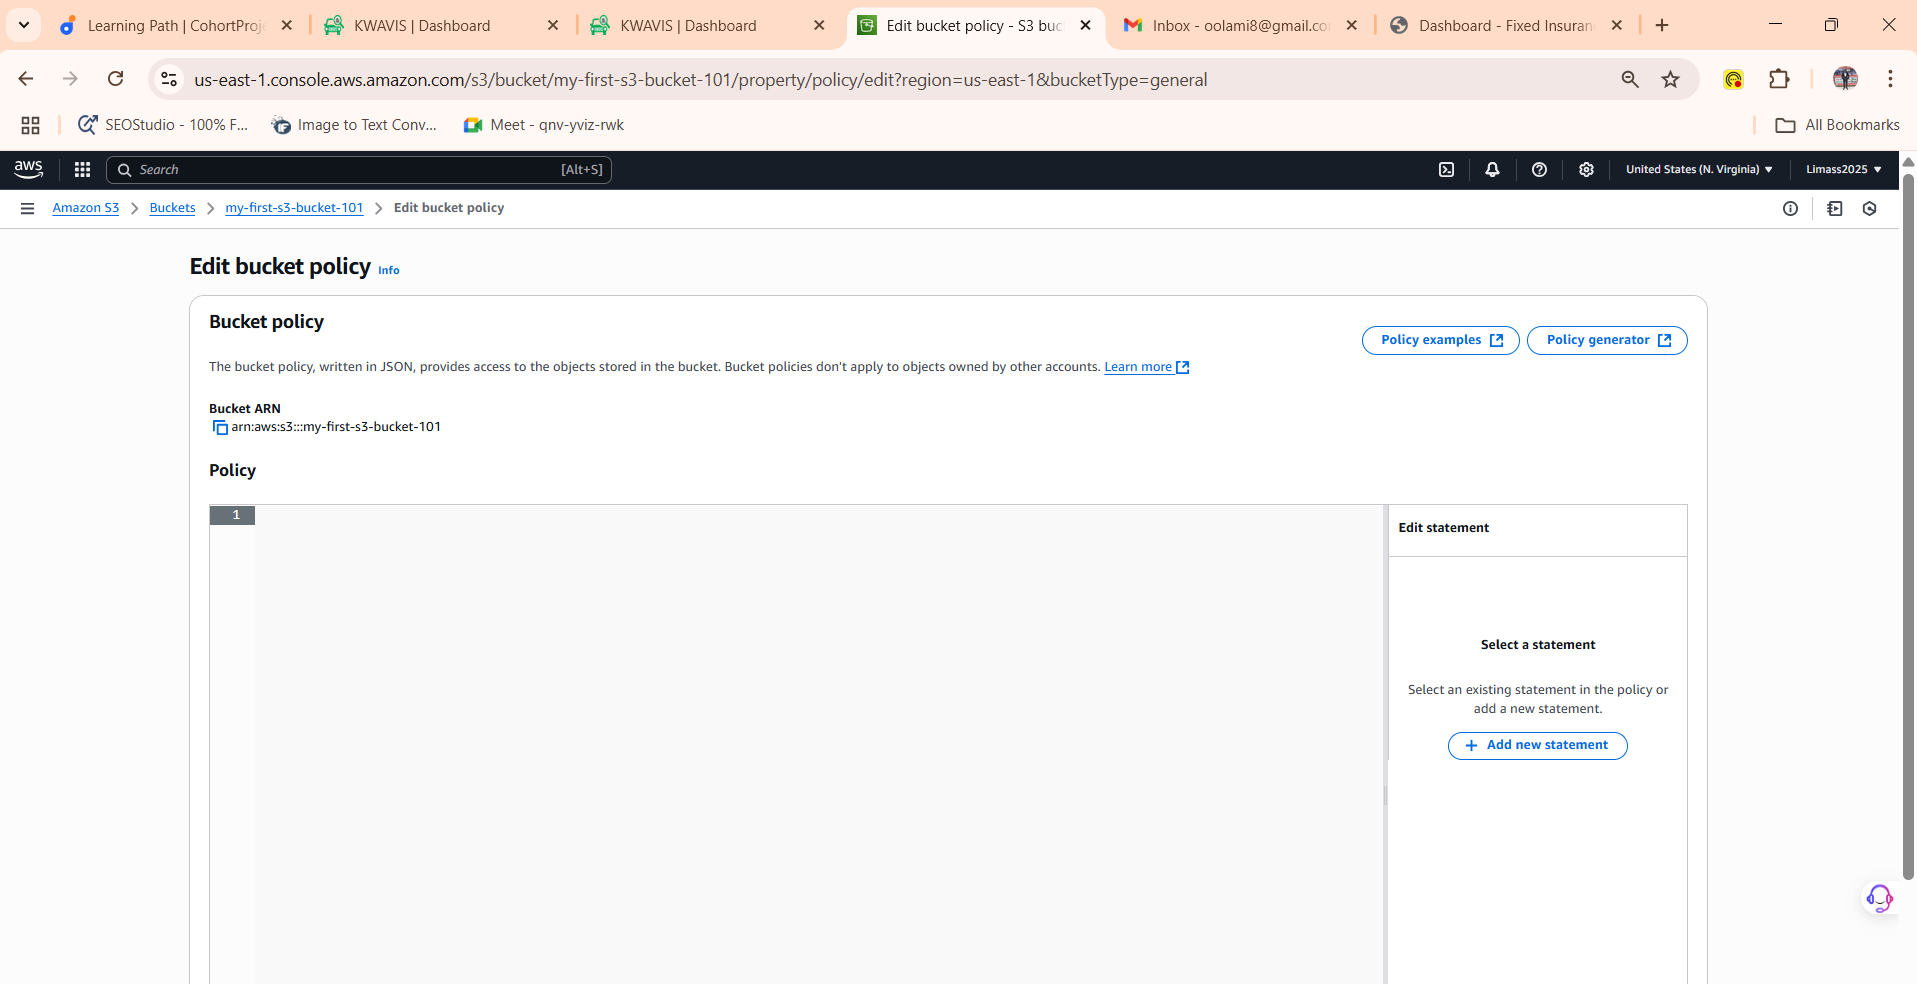 Learning Path | CohortProj
KWAVIS | Dashboard
KWAVIS | Dashboard
Edit bucket policy - S3 buc
Inbox - oolami8@gmail.co
Dashboard - Fixed Insuran
us-east-1.console.aws.amazon.com/s3/bucket/my-first-s3-bucket-101/property/policy/edit?region=us-east-1&bucketType=general
SEOStudio - 100% F...
Image to Text Conv...
Meet - qnv-yviz-rwk
All Bookmarks
aws
Search
[Alt+S]
United States (N. Virginia)
Limass2025
Amazon S3
Buckets
my-first-s3-bucket-101
Edit bucket policy
Edit bucket policy Info
Bucket policy
Policy examples
Policy generator
The bucket policy, written in JSON, provides access to the objects stored in the bucket. Bucket policies don't apply to objects owned by other accounts. Learn more
Bucket ARN
arn:aws:s3:::my-first-s3-bucket-101
Policy
1
Edit statement
Select a statement
Select an existing statement in the policy or
add a new statement.
+ Add new statement